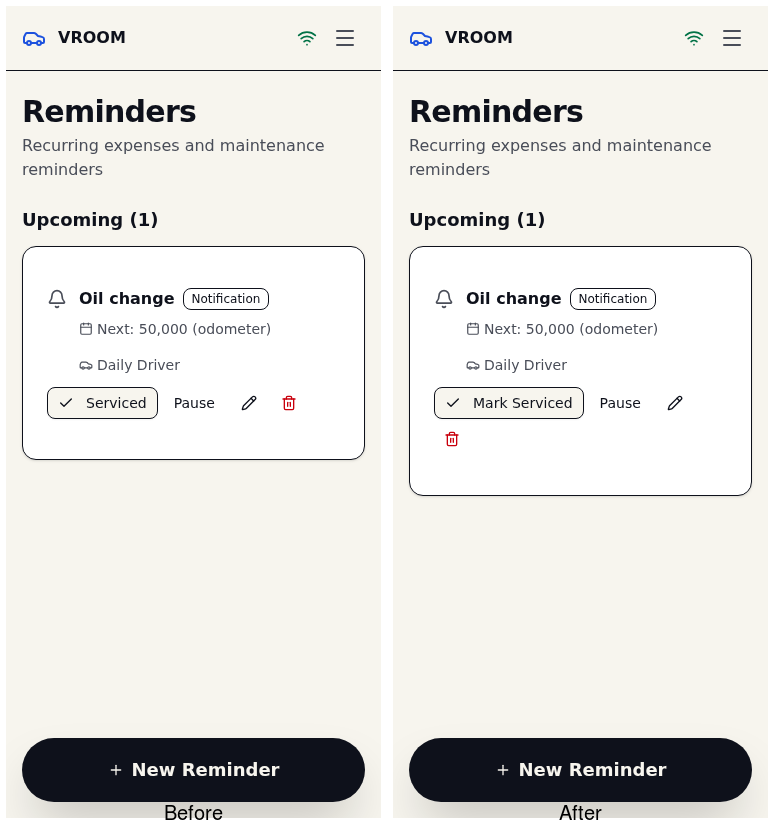 VROOM
Reminders
Recurring expenses and maintenance
reminders
Upcoming (1)
Oil change Notification
Next: 50,000 (odometer)
Daily Driver
Serviced Pause
+ New Reminder
Before
VROOM
Reminders
Recurring expenses and maintenance
reminders
Upcoming (1)
Oil change Notification
Next: 50,000 (odometer)
Daily Driver
Mark Serviced Pause
+ New Reminder
After